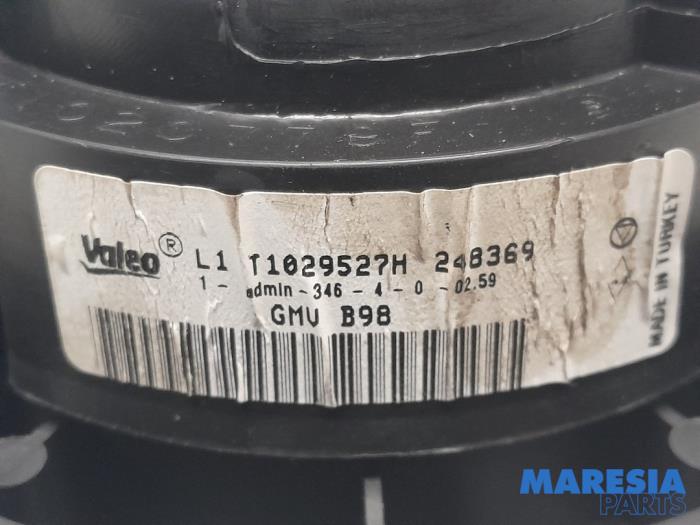 Valeo ® L1 T1029527H 248369
1- admin-346-4-0 -02.59
GMV B98
MADE IN TURKEY
MARESIA
PARTS